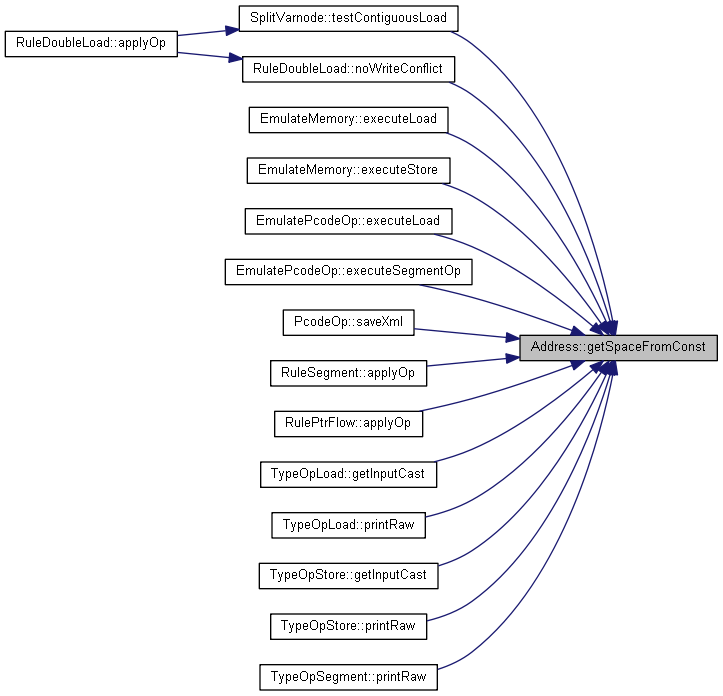 SplitVarnode::testContiguousLoad
RuleDoubleLoad::applyOp
RuleDoubleLoad::noWriteConflict
EmulateMemory::executeLoad
EmulateMemory::executeStore
EmulatePcodeOp::executeLoad
EmulatePcodeOp::executeSegmentOp
PcodeOp::saveXml
Address::getSpaceFromConst
RuleSegment::applyOp
RulePtrFlow::applyOp
TypeOpLoad::getInputCast
TypeOpLoad::printRaw
TypeOpStore::getInputCast
TypeOpStore::printRaw
TypeOpSegment::printRaw